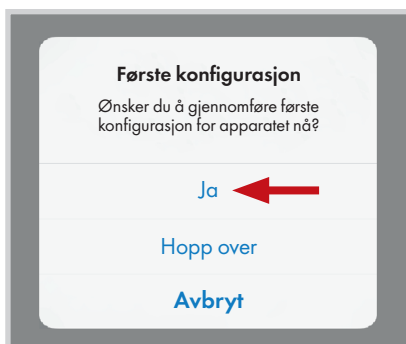 Første konfigurasjon
Ønsker du å gjennomføre første
konfigurasjon for apparatet nå?
Ja
Hopp over
Avbryt